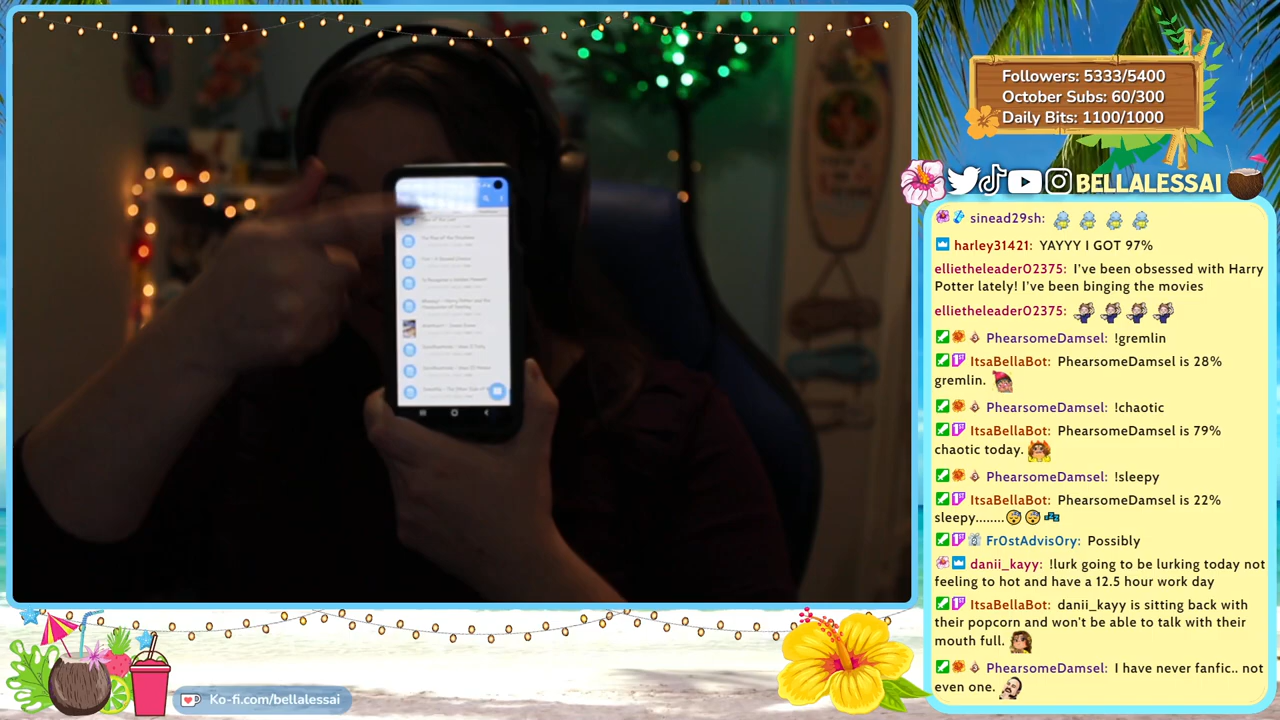 Followers: 5333/5400
October Subs: 60/300
Daily Bits: 1100/1000
BELLALESSAI
sinead29sh:
harley31421: YAYYY I GOT 97%
ellietheleader02375: I've been obsessed with Harry
Potter lately! I've been binging the movies
ellietheleader02375:
PhearsomeDamsel: !gremlin
ItsaBellaBot: PhearsomeDamsel is 28%
gremlin.
PhearsomeDamsel: !chaotic
ItsaBellaBot: PhearsomeDamsel is 79%
chaotic today.
PhearsomeDamsel: !sleepy
ItsaBellaBot: PhearsomeDamsel is 22%
sleepy........
Fr0stAdvis0ry: Possibly
danii_kayy: !lurk going to be lurking today not
feeling to hot and have a 12.5 hour work day
ItsaBellaBot: danii_kayy is sitting back with
their popcorn and won't be able to talk with their
mouth full.
PhearsomeDamsel: I have never fanfic.. not
even one.
Ko-fi.com/bellalessai